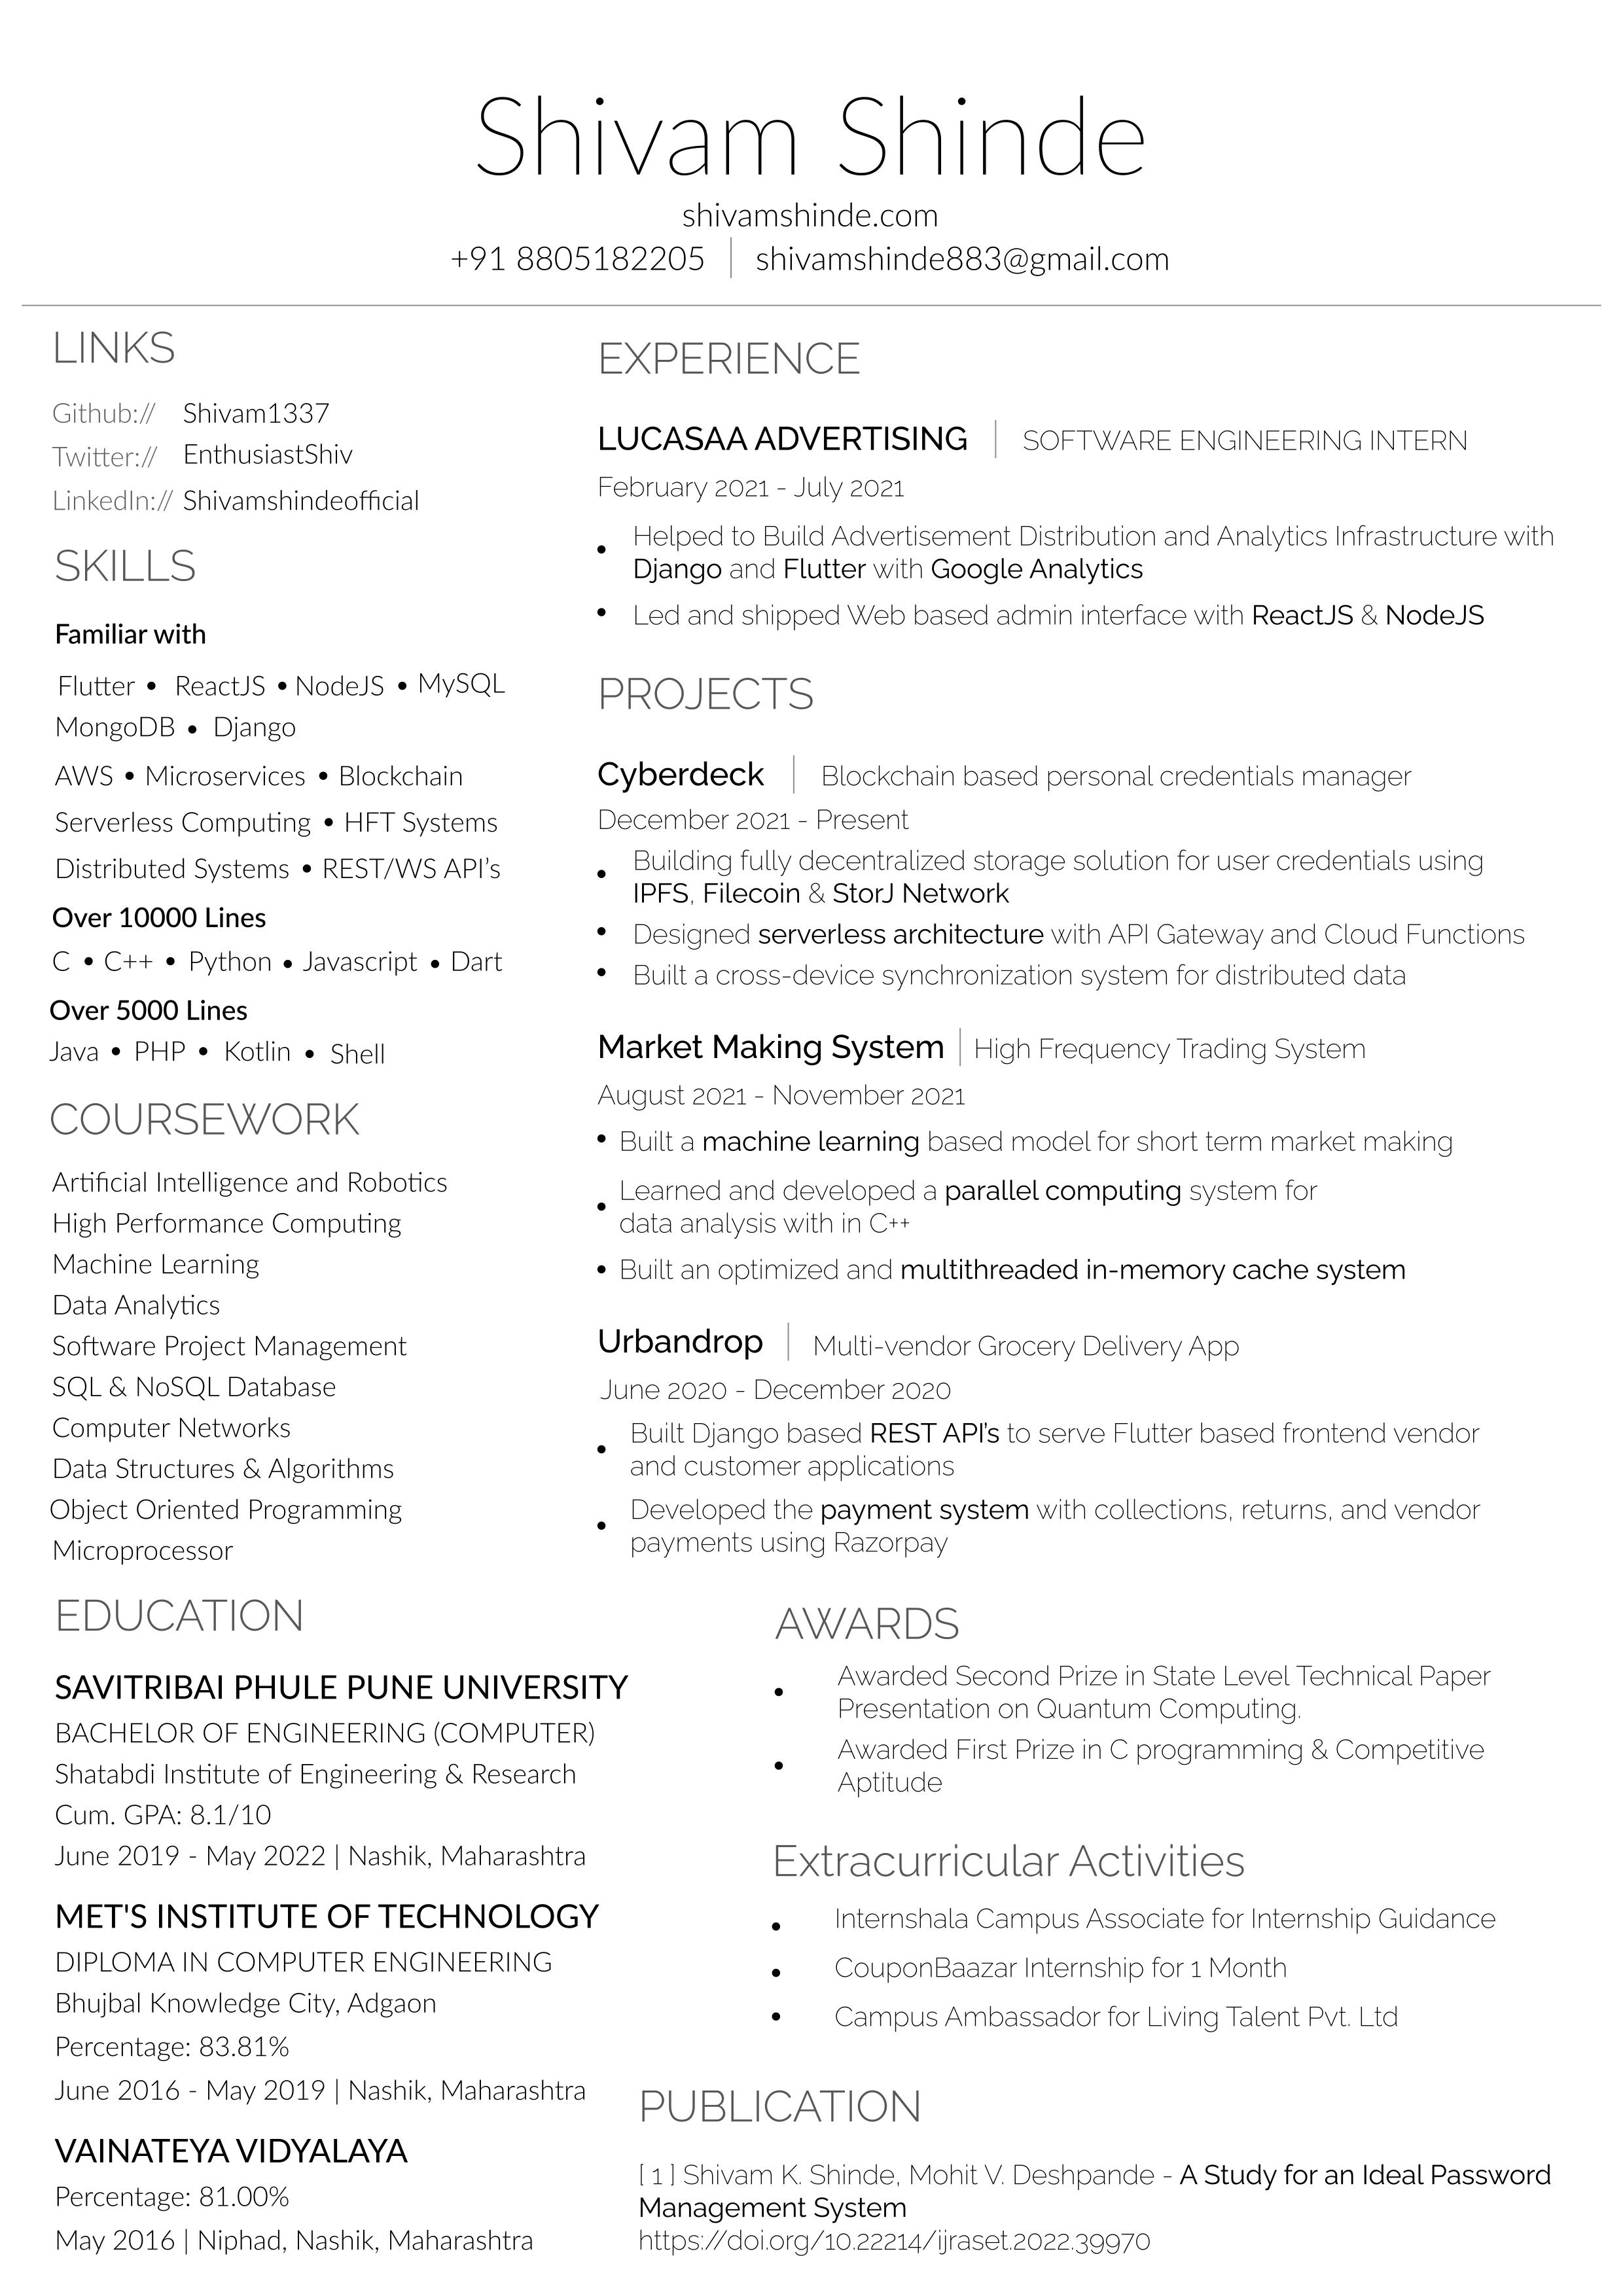 Shivam Shinde
shivamshinde.com
+91 8805182205 | shivamshinde883@gmail.com
LINKS
Github:// Shivam1337
Twitter:// EnthusiastShiv
LinkedIn:// Shivamshindeofficial
SKILLS
Familiar with
Flutter • ReactJS • NodeJS • MySQL
MongoDB • Django
AWS • Microservices • Blockchain
Serverless Computing • HFT Systems
Distributed Systems • REST/WS API's
Over 10000 Lines
C • C++ • Python • Javascript • Dart
Over 5000 Lines
Java • PHP • Kotlin • Shell
COURSEWORK
Artificial Intelligence and Robotics
High Performance Computing
Machine Learning
Data Analytics
Software Project Management
SQL & NoSQL Database
Computer Networks
Data Structures & Algorithms
Object Oriented Programming
Microprocessor
EDUCATION
SAVITRIBAI PHULE PUNE UNIVERSITY
BACHELOR OF ENGINEERING (COMPUTER)
Shatabdi Institute of Engineering & Research
Cum. GPA: 8.1/10
June 2019 - May 2022 | Nashik, Maharashtra
MET'S INSTITUTE OF TECHNOLOGY
DIPLOMA IN COMPUTER ENGINEERING
Bhujbal Knowledge City, Adgaon
Percentage: 83.81%
June 2016 - May 2019 | Nashik, Maharashtra
VAINATEYA VIDYALAYA
Percentage: 81.00%
May 2016 | Niphad, Nashik, Maharashtra
EXPERIENCE
LUCASAA ADVERTISING | SOFTWARE ENGINEERING INTERN
February 2021 - July 2021
• Helped to Build Advertisement Distribution and Analytics Infrastructure with
Django and Flutter with Google Analytics
• Led and shipped Web based admin interface with ReactJS & NodeJS
PROJECTS
Cyberdeck | Blockchain based personal credentials manager
December 2021 - Present
• Building fully decentralized storage solution for user credentials using
IPFS, Filecoin & StorJ Network
• Designed serverless architecture with API Gateway and Cloud Functions
• Built a cross-device synchronization system for distributed data
Market Making System | High Frequency Trading System
August 2021 - November 2021
• Built a machine learning based model for short term market making
• Learned and developed a parallel computing system for
data analysis with in C++
• Built an optimized and multithreaded in-memory cache system
Urbandrop | Multi-vendor Grocery Delivery App
June 2020 - December 2020
• Built Django based REST API's to serve Flutter based frontend vendor
and customer applications
• Developed the payment system with collections, returns, and vendor
payments using Razorpay
AWARDS
• Awarded Second Prize in State Level Technical Paper
Presentation on Quantum Computing.
• Awarded First Prize in C programming & Competitive
Aptitude
Extracurricular Activities
• Internshala Campus Associate for Internship Guidance
• CouponBaazar Internship for 1 Month
• Campus Ambassador for Living Talent Pvt. Ltd
PUBLICATION
[ 1 ] Shivam K. Shinde, Mohit V. Deshpande - A Study for an Ideal Password
Management System
https://doi.org/10.22214/ijraset.2022.39970